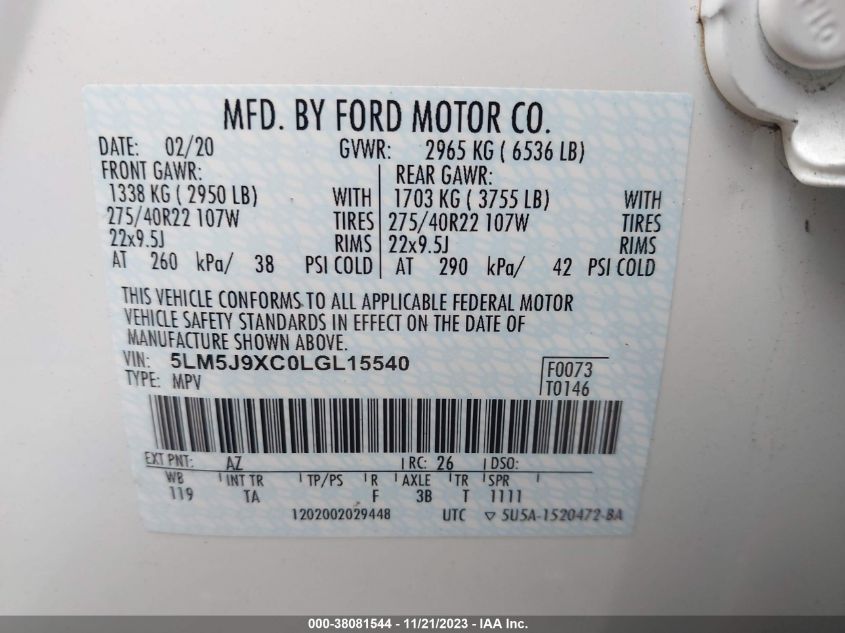 MFD. BY FORD MOTOR CO.
DATE: 02/20 GVWR: 2965 KG ( 6536 LB)
FRONT GAWR: REAR GAWR:
1338 KG ( 2950 LB) WITH 1703 KG ( 3755 LB) WITH
275/40R22 107W TIRES 275/40R22 107W TIRES
22x9.5J RIMS 22x9.5J RIMS
AT 260 kPa/ 38 PSI COLD AT 290 kPa/ 42 PSI COLD
THIS VEHICLE CONFORMS TO ALL APPLICABLE FEDERAL MOTOR
VEHICLE SAFETY STANDARDS IN EFFECT ON THE DATE OF
MANUFACTURE SHOWN ABOVE.
VIN: 5LM5J9XC0LGL15540 F0073
TYPE: MPV T0146
EXT PNT: AZ RC: 26 DSO:
WB INT TR TP/PS R AXLE TR SPR
119 TA F 3B T 1111
1202002029448 UTC ▽ 5U5A-1520472-BA
000-38081544 - 11/21/2023 - IAA Inc.